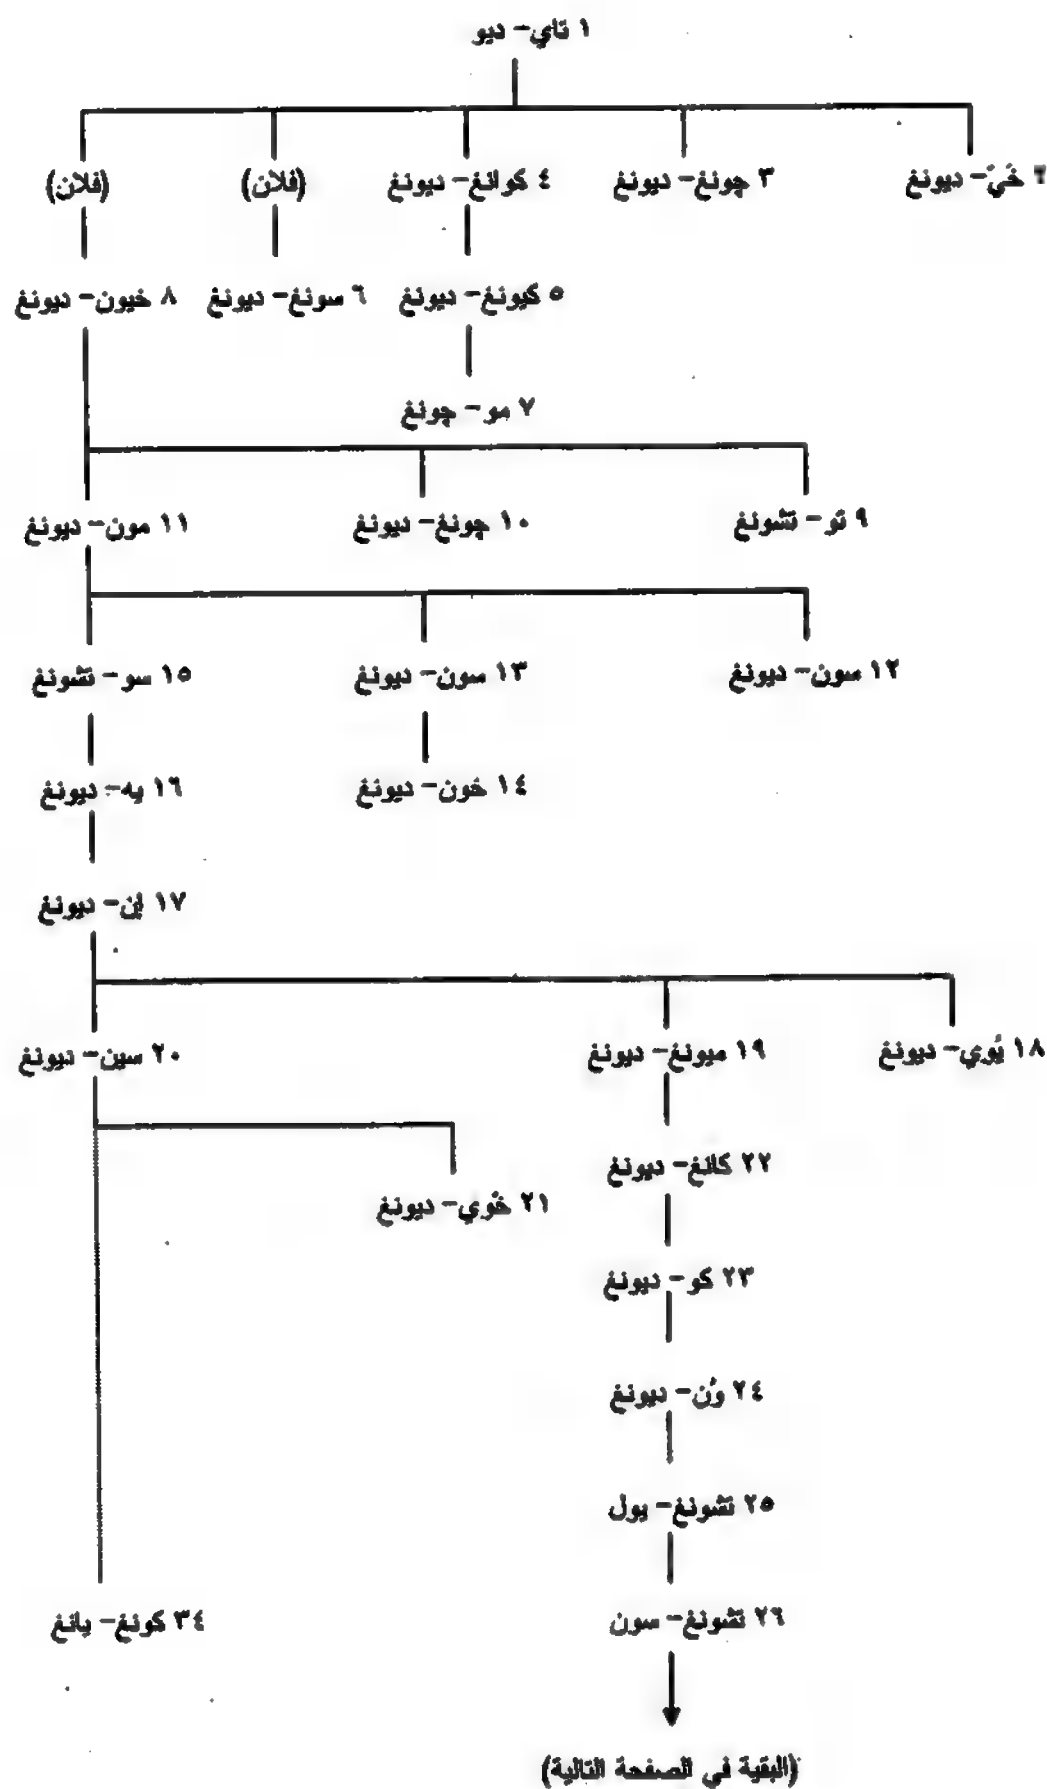 ١ تاي- ديو
٢ خيّ- ديونغ
٣ چونغ- ديونغ
٤ كوانغ- ديونغ
(فلان)
(فلان)
٥ كيونغ- ديونغ
٦ سونغ- ديونغ
٨ خيون- ديونغ
٧ مو- چونغ
٩ تو- تشونغ
١٠ چونغ- ديونغ
١١ مون- ديونغ
١٢ سون- ديونغ
١٣ سون- ديونغ
١٥ سو- تشونغ
١٤ خون- ديونغ
١٦ يه- ديونغ
١٧ إن- ديونغ
١٨ يُوي- ديونغ
١٩ ميونغ- ديونغ
٢٠ سين- ديونغ
٢٢ كانغ- ديونغ
٢١ خُوي- ديونغ
٢٣ كو- ديونغ
٢٤ وُن- ديونغ
٢٥ تشونغ- يول
٢٦ تشونغ- سون
٣٤ كونغ- يانغ
(البقية في الصفحة التالية)